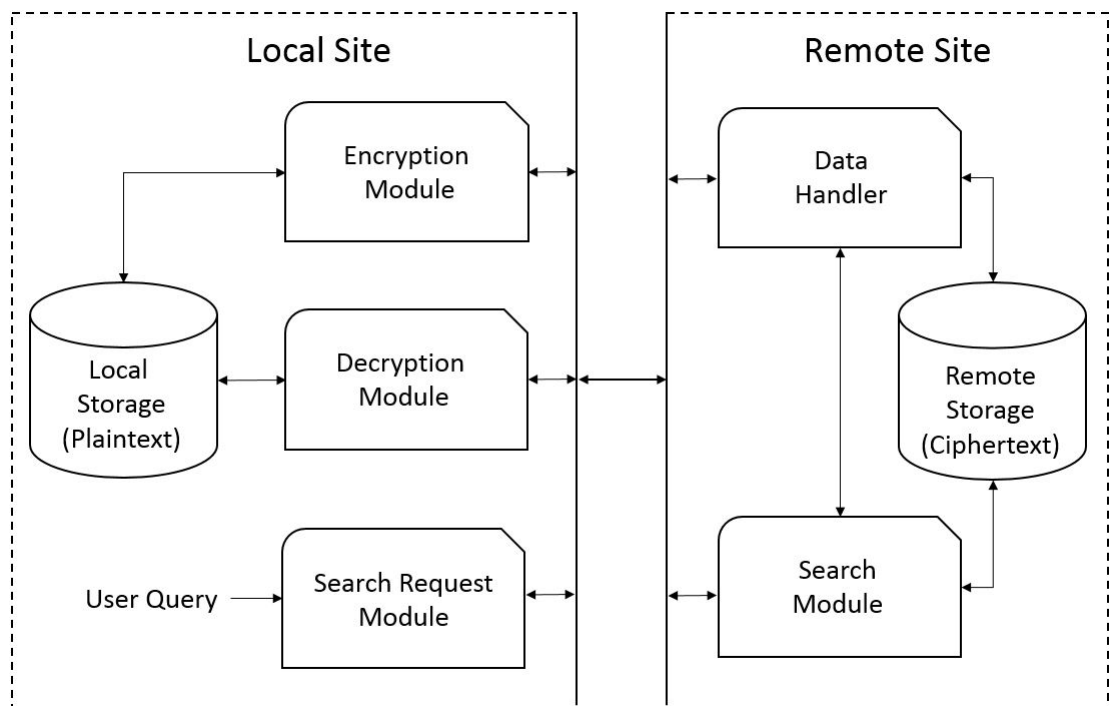 Local Site
Encryption
Module
Local
Storage
(Plaintext)
Decryption
Module
User Query
Search Request
Module
Remote Site
Data
Handler
Remote
Storage
(Ciphertext)
Search
Module